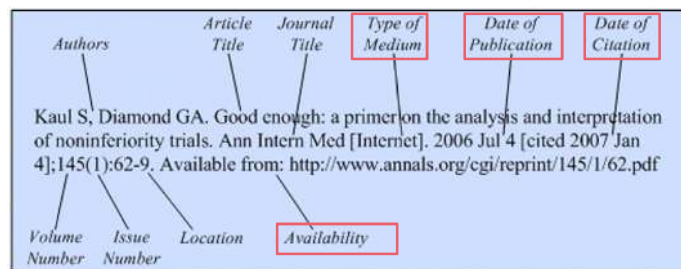 Article Journal Type of Date of Date of
Authors Title Title Medium Publication Citation
Kaul S, Diamond GA. Good enough: a primer on the analysis and interpretation
of noninferiority trials. Ann Intern Med [Internet]. 2006 Jul 4 [cited 2007 Jan
4];145(1):62-9. Available from: http://www.annals.org/cgi/reprint/145/1/62.pdf
Volume Issue Location Availability
Number Number